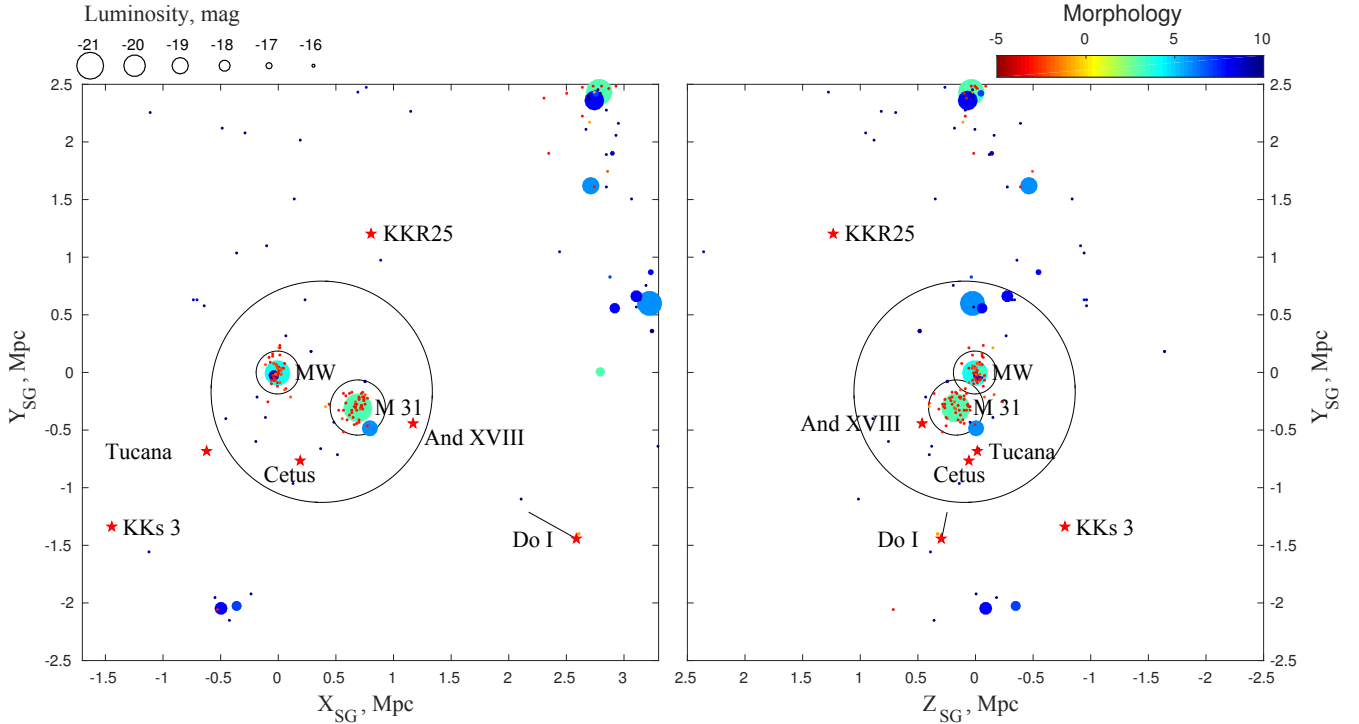 Luminosity, mag
-21 -20 -19 -18 -17 -16
Morphology
-5 0 5 10
2.5
2
1.5
1
0.5
0
-0.5
-1
-1.5
-2
-2.5
Y_SG, Mpc
KKR25
MW
M 31
And XVIII
Tucana
Cetus
KKs 3
Do I
-1.5 -1 -0.5 0 0.5 1 1.5 2 2.5 3
X_SG, Mpc
KKR25
MW
M 31
And XVIII
Tucana
Cetus
KKs 3
Do I
2.5 2 1.5 1 0.5 0 -0.5 -1 -1.5 -2 -2.5
Z_SG, Mpc
2.5
2
1.5
1
0.5
0
-0.5
-1
-1.5
-2
-2.5
Y_SG, Mpc